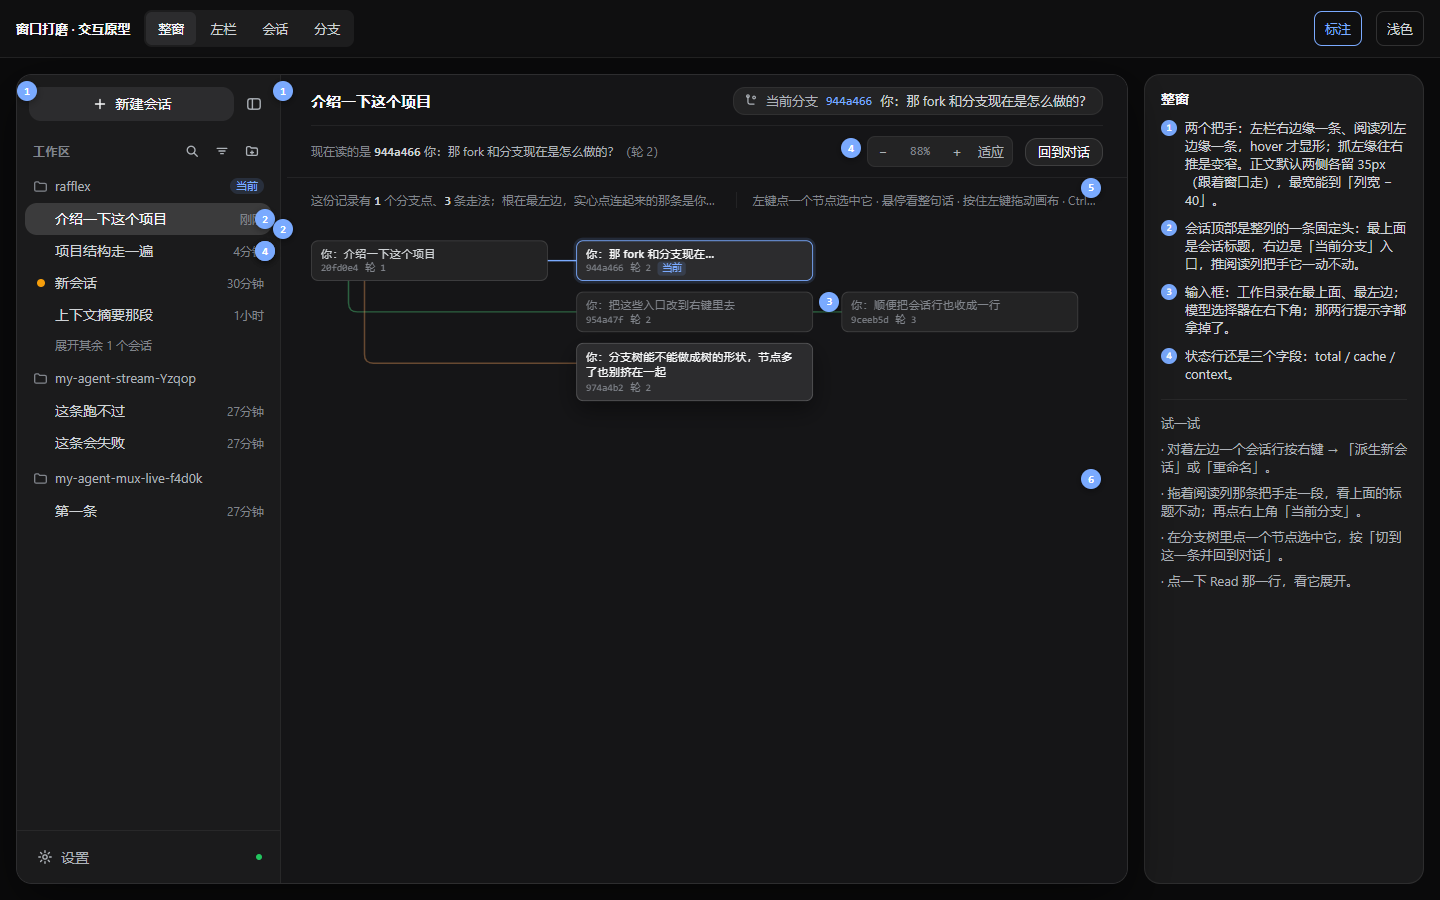 窗口打磨 · 交互原型
整窗
左栏
会话
分支
标注
浅色
1
+ 新建会话
工作区
rafflex
当前
介绍一下这个项目
2
项目结构走一遍
4
新会话
30分钟
上下文摘要那段
1小时
展开其余 1 个会话
my-agent-stream-Yzqop
这条跑不过
27分钟
这条会失败
27分钟
my-agent-mux-live-f4d0k
第一条
27分钟
设置
1
2
介绍一下这个项目
当前分支 944a466 你：那 fork 和分支现在是怎么做的？
现在读的是 944a466 你：那 fork 和分支现在是怎么做的？（轮 2）
4
− 88% + 适应
回到对话
5
这份记录有 1 个分支点、3 条走法；根在最左边，实心点连起来的那条是你…
左键点一个节点选中它 · 悬停看整句话 · 按住左键拖动画布 · Ctrl…
你：介绍一下这个项目
20fd0e4 轮 1
你：那 fork 和分支现在…
944a466 轮 2 当前
你：把这些入口改到右键里去
954a47f 轮 2
3
你：顺便把会话行也收成一行
9ceeb5d 轮 3
你：分支树能不能做成树的形状，节点多
了也别挤在一起
974a4b2 轮 2
6
整窗
1 两个把手：左栏右边缘一条、阅读列左
边缘一条，hover 才显形；抓左缘往右
推是变窄。正文默认两侧各留 35px
（跟着窗口走），最宽能到「列宽 −
40」。
2 会话顶部是整列的一条固定头：最上面
是会话标题，右边是「当前分支」入
口，推阅读列把手它一动不动。
3 输入框：工作目录在最上面、最左边；
模型选择器在右下角；那两行提示字都
拿掉了。
4 状态行还是三个字段：total / cache /
context。
试一试
· 对着左边一个会话行按右键 → 「派生新会
话」或「重命名」。
· 拖着阅读列那条把手走一段，看上面的标
题不动；再点右上角「当前分支」。
· 在分支树里点一个节点选中它，按「切到
这一条并回到对话」。
· 点一下 Read 那一行，看它展开。